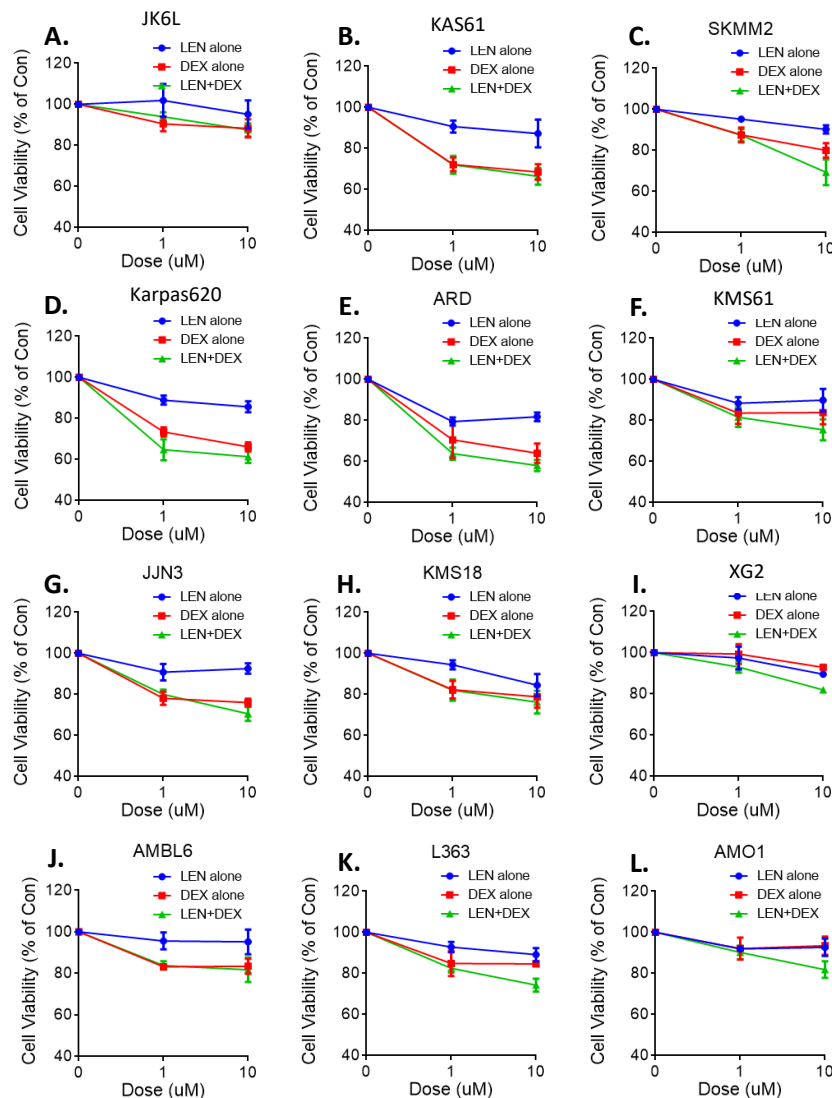 A.
JK6L
LEN alone
DEX alone
LEN+DEX
Cell Viability (% of Con)
120
100
80
60
40
0
1
10
Dose (uM)
B.
KAS61
LEN alone
DEX alone
LEN+DEX
Cell Viability (% of Con)
120
100
80
60
40
0
1
10
Dose (uM)
C.
SKMM2
LEN alone
DEX alone
LEN+DEX
Cell Viability (% of Con)
120
100
80
60
40
0
1
10
Dose (uM)
D.
Karpas620
LEN alone
DEX alone
LEN+DEX
Cell Viability (% of Con)
120
100
80
60
40
0
1
10
Dose (uM)
E.
ARD
LEN alone
DEX alone
LEN+DEX
Cell Viability (% of Con)
120
100
80
60
40
0
1
10
Dose (uM)
F.
KMS61
LEN alone
DEX alone
LEN+DEX
Cell Viability (% of Con)
120
100
80
60
40
0
1
10
Dose (uM)
G.
JJN3
LEN alone
DEX alone
LEN+DEX
Cell Viability (% of Con)
120
100
80
60
40
0
1
10
Dose (uM)
H.
KMS18
LEN alone
DEX alone
LEN+DEX
Cell Viability (% of Con)
120
100
80
60
40
0
1
10
Dose (uM)
I.
XG2
LEN alone
DEX alone
LEN+DEX
Cell Viability (% of Con)
120
100
80
60
40
0
1
10
Dose (uM)
J.
AMBL6
LEN alone
DEX alone
LEN+DEX
Cell Viability (% of Con)
120
100
80
60
40
0
1
10
Dose (uM)
K.
L363
LEN alone
DEX alone
LEN+DEX
Cell Viability (% of Con)
120
100
80
60
40
0
1
10
Dose (uM)
L.
AMO1
LEN alone
DEX alone
LEN+DEX
Cell Viability (% of Con)
120
100
80
60
40
0
1
10
Dose (uM)